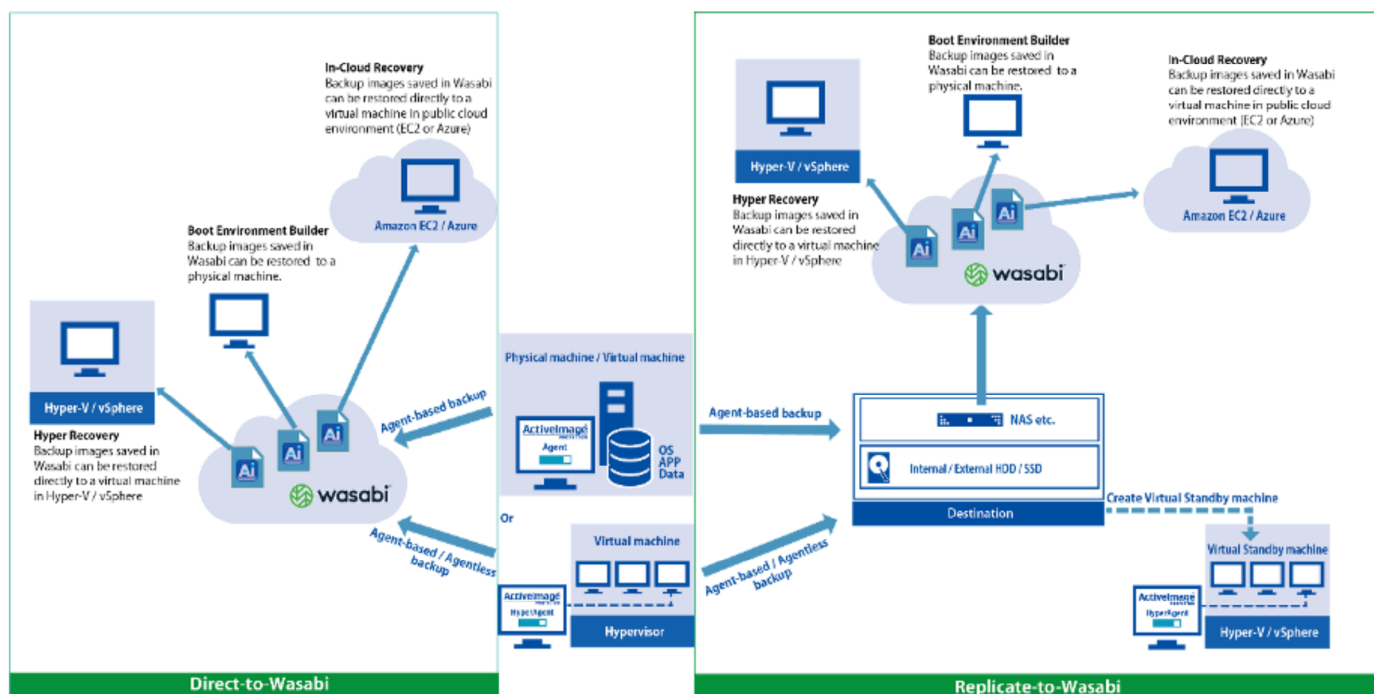 In-Cloud Recovery
Backup images saved in Wasabi
can be restored directly to a
virtual machine in public cloud
environment (EC2 or Azure)
Amazon EC2 / Azure
Boot Environment Builder
Backup images saved in
Wasabi can be restored to a
physical machine.
Hyper-V / vSphere
Hyper Recovery
Backup images saved in
Wasabi can be restored
directly to a virtual machine
in Hyper-V / vSphere
Ai
Ai
Ai
wasabi
Agent-based backup
Agent-based / Agentless
backup
Direct-to-Wasabi
Physical machine / Virtual machine
ActiveImage
PROTECTION
Agent
OS
APP
Data
Or
Virtual machine
ActiveImage
PROTECTION
HyperAgent
Hypervisor
Boot Environment Builder
Backup images saved in
Wasabi can be restored to a
physical machine.
In-Cloud Recovery
Backup images saved in Wasabi
can be restored directly to a
virtual machine in public cloud
environment (EC2 or Azure)
Hyper-V / vSphere
Hyper Recovery
Backup images saved in
Wasabi can be restored
directly to a virtual machine
in Hyper-V / vSphere
Ai
Ai
Ai
wasabi
Amazon EC2 / Azure
Agent-based backup
NAS etc.
Internal / External HDD / SSD
Destination
Agent-based / Agentless
backup
Create Virtual Standby machine
Virtual Standby machine
ActiveImage
PROTECTION
HyperAgent
Hyper-V / vSphere
Replicate-to-Wasabi